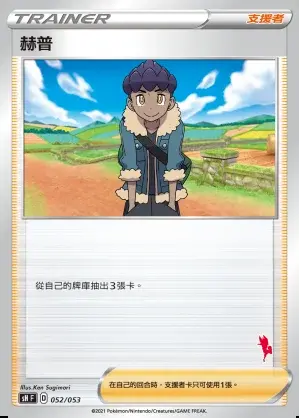 TRAINER 支援者
赫普
從自己的牌庫抽出3張卡。
Illus.Ken Sugimori
sH F D 052/053
在自己的回合時,支援者卡只可使用1張。
©2021 Pokémon/Nintendo/Creatures/GAME FREAK.